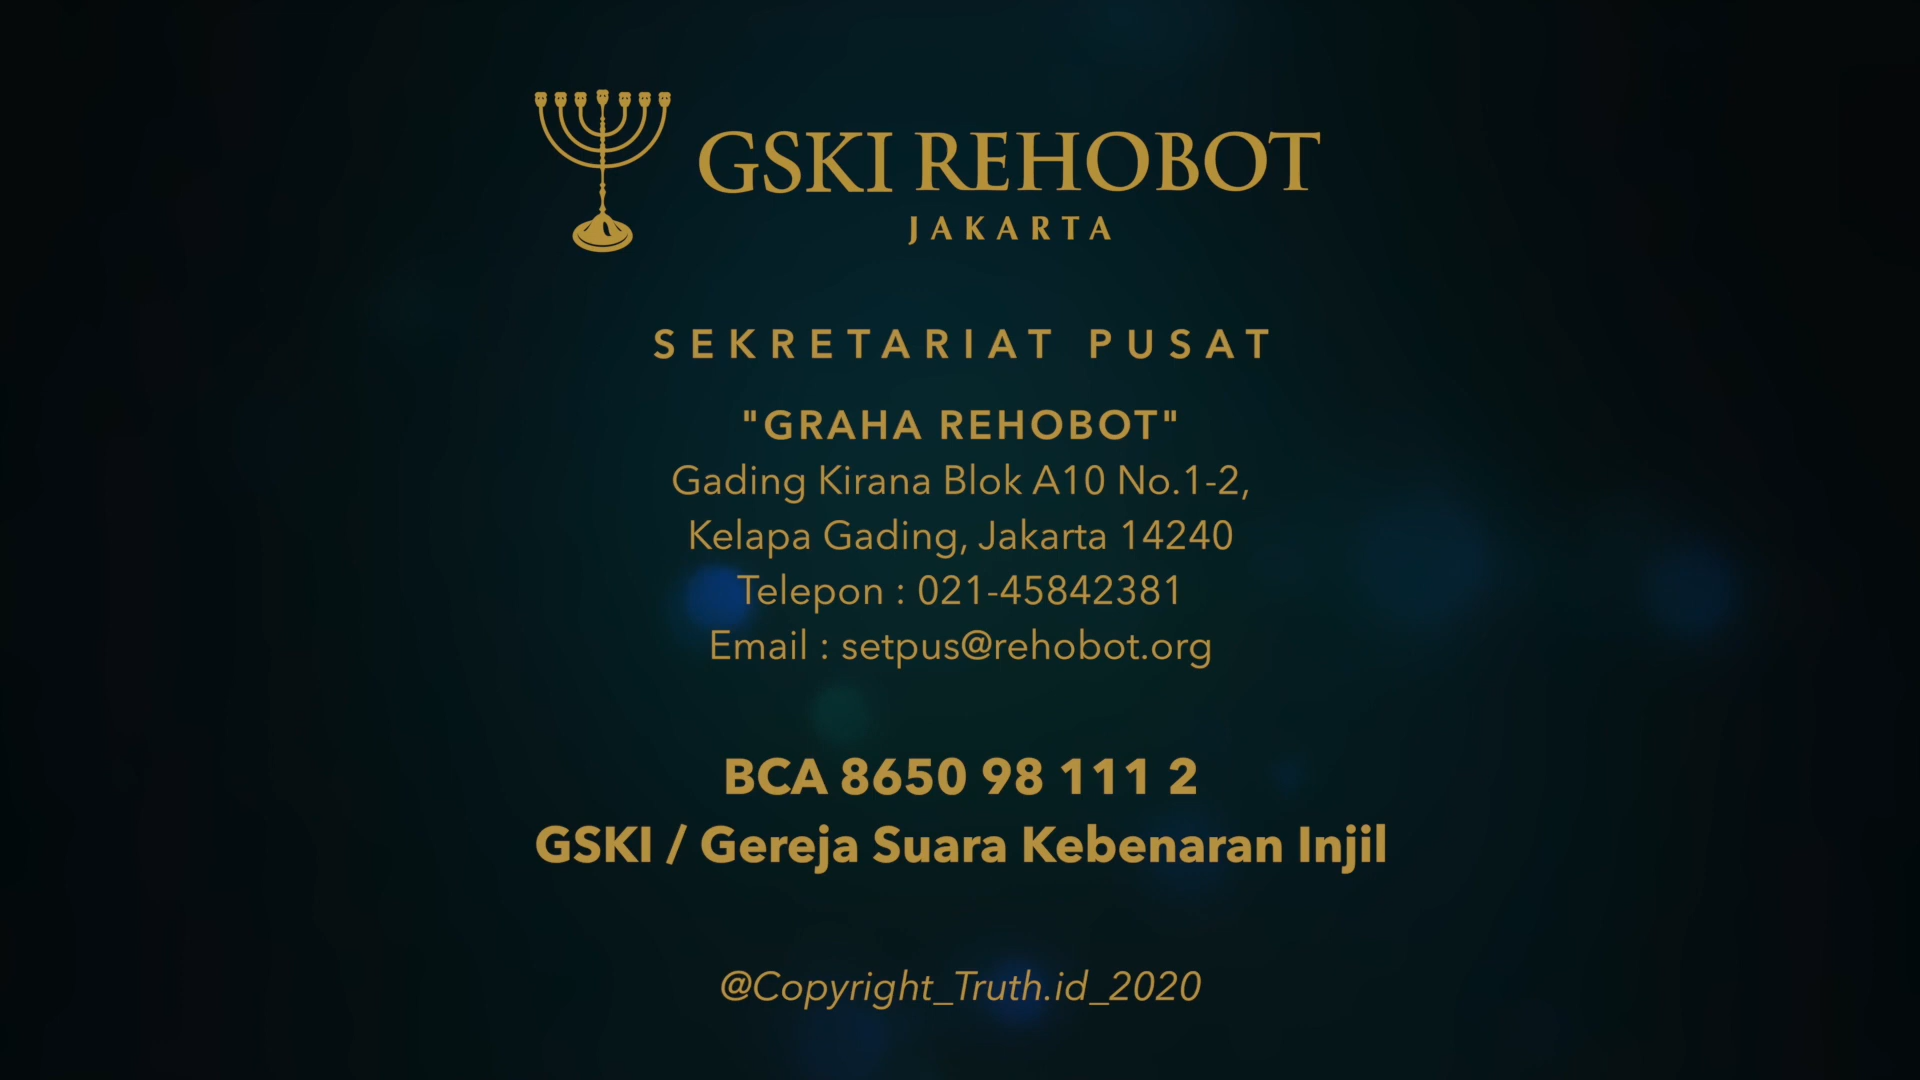 GSKI REHOBOT
JAKARTA
SEKRETARIAT PUSAT
"GRAHA REHOBOT"
Gading Kirana Blok A10 No.1-2,
Kelapa Gading, Jakarta 14240
Telepon : 021-45842381
Email : setpus@rehobot.org
BCA 8650 98 111 2
GSKI / Gereja Suara Kebenaran Injil
@Copyright_Truth.id_2020